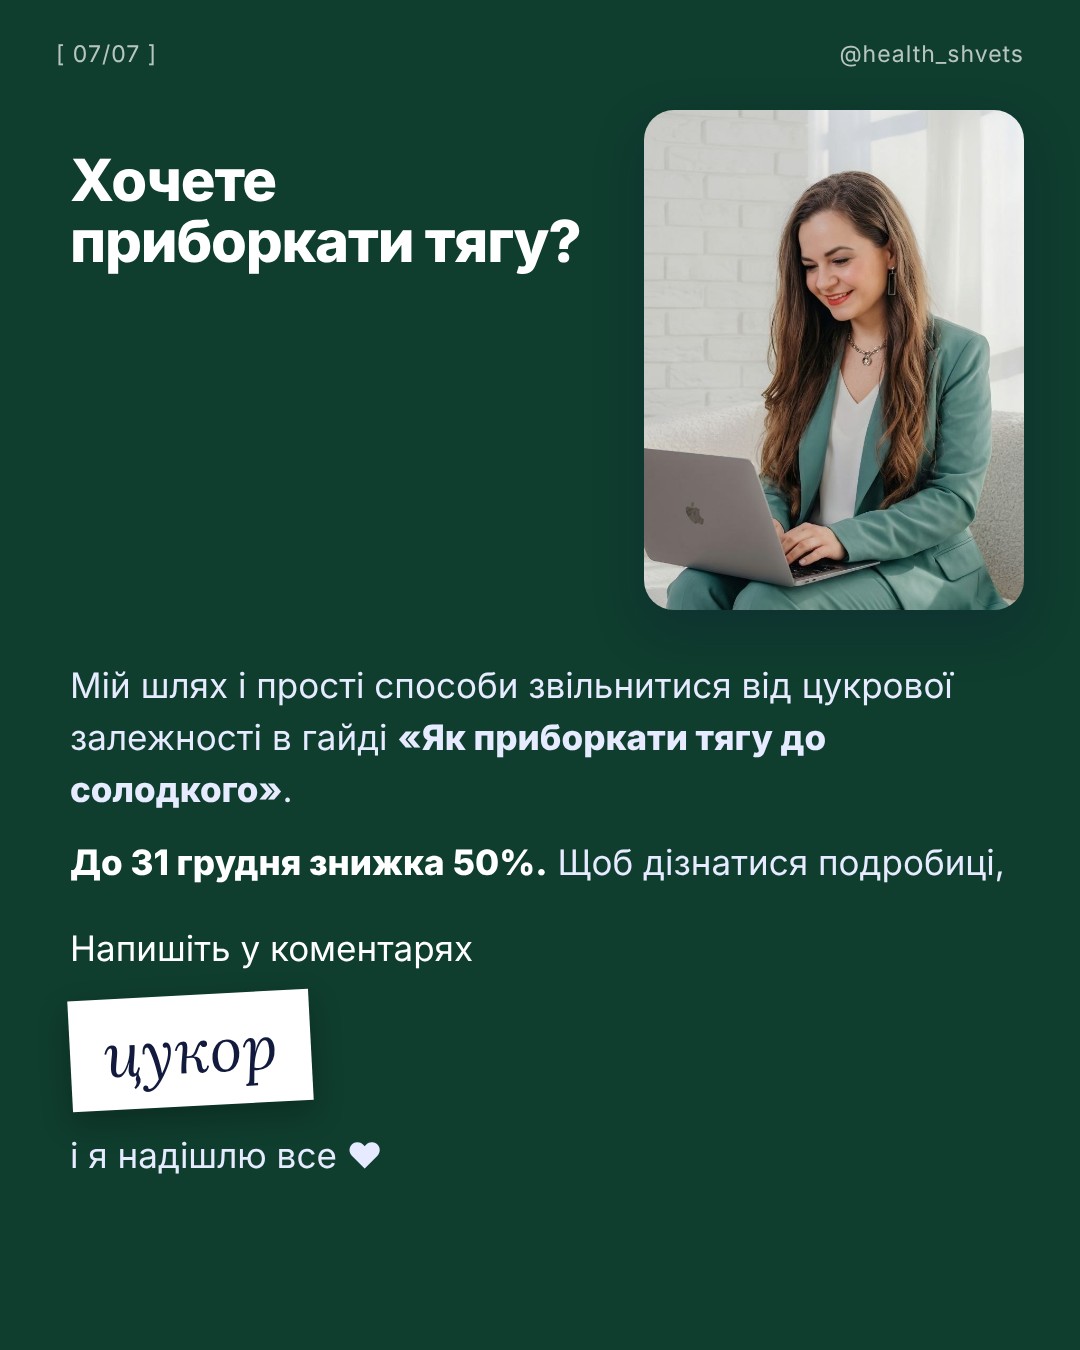 [ 07/07 ]
@health_shvets
Хочете
приборкати тягу?
Мій шлях і прості способи звільнитися від цукрової
залежності в гайді «Як приборкати тягу до
солодкого».
До 31 грудня знижка 50%. Щоб дізнатися подробиці,
Напишіть у коментарях
цукор
і я надішлю все ♥